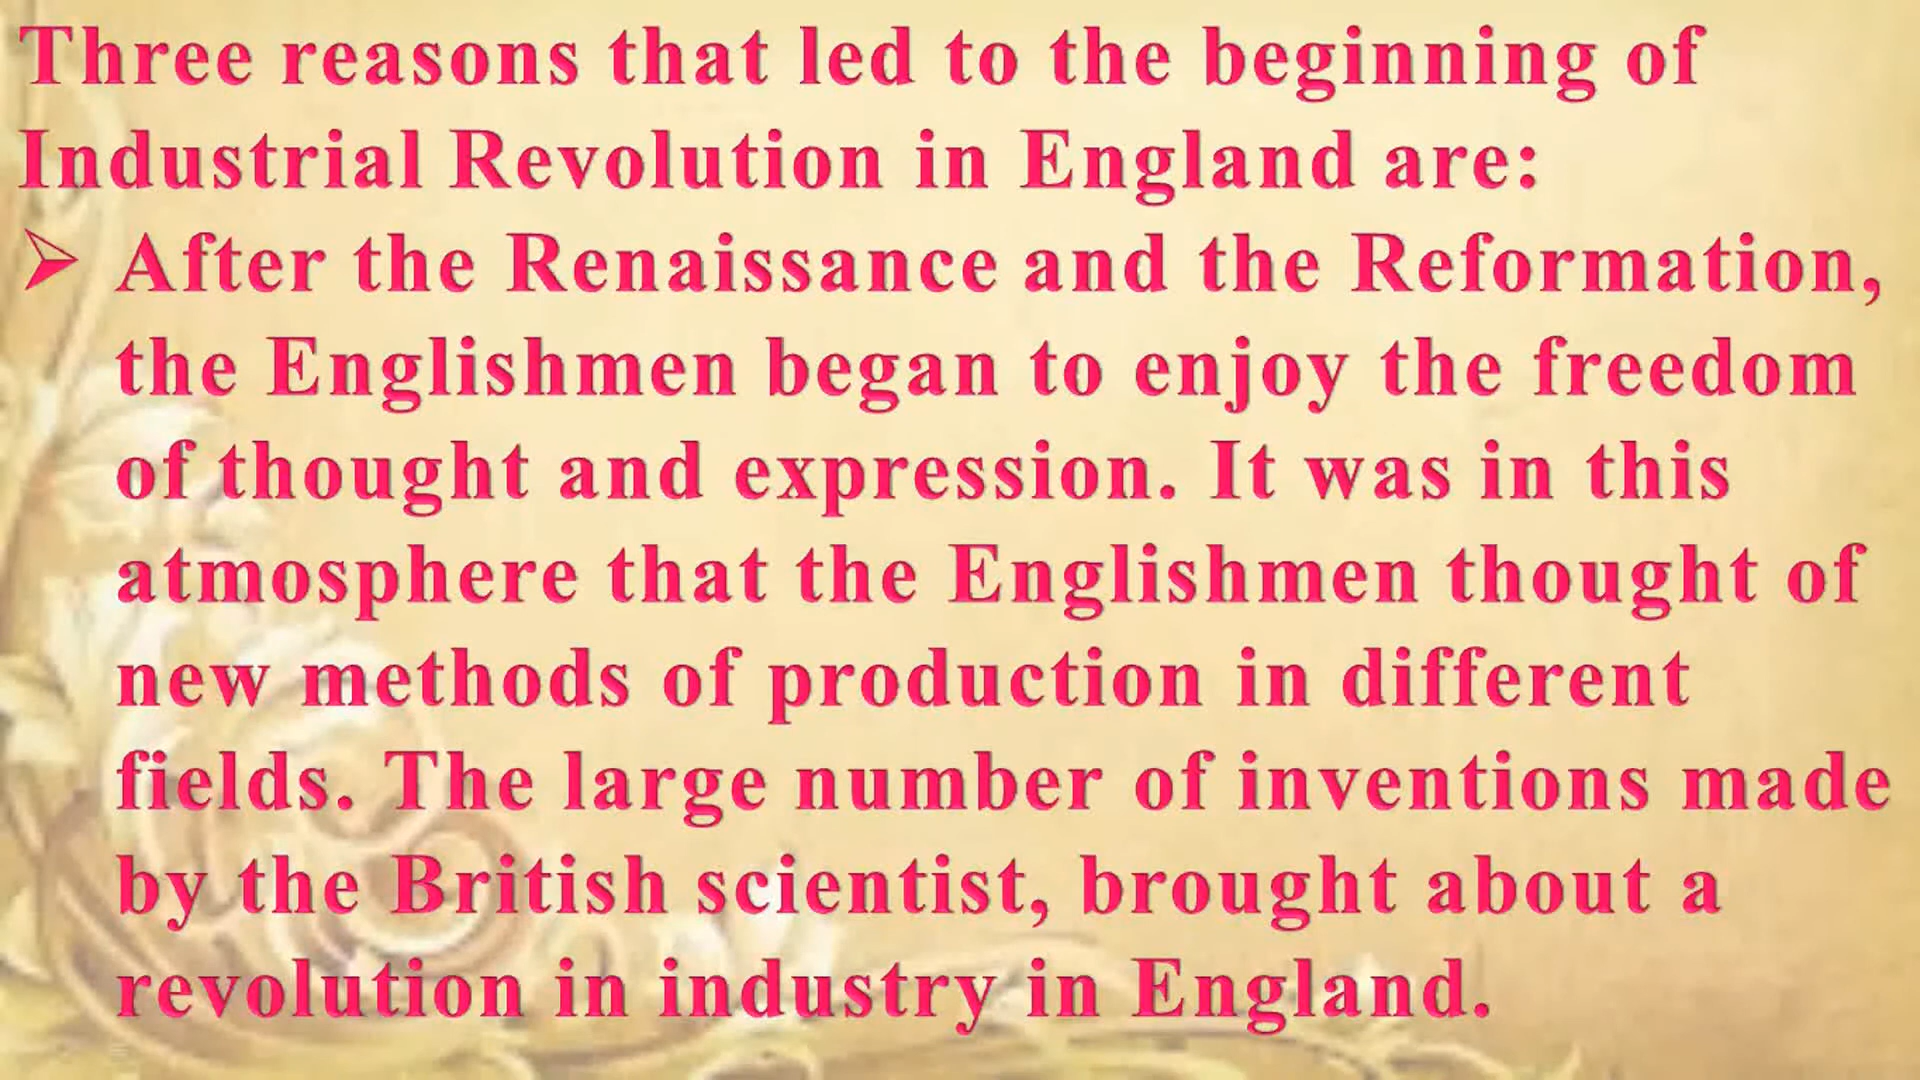 Three reasons that led to the beginning of
Industrial Revolution in England are:
➢ After the Renaissance and the Reformation,
the Englishmen began to enjoy the freedom
of thought and expression. It was in this
atmosphere that the Englishmen thought of
new methods of production in different
fields. The large number of inventions made
by the British scientist, brought about a
revolution in industry in England.